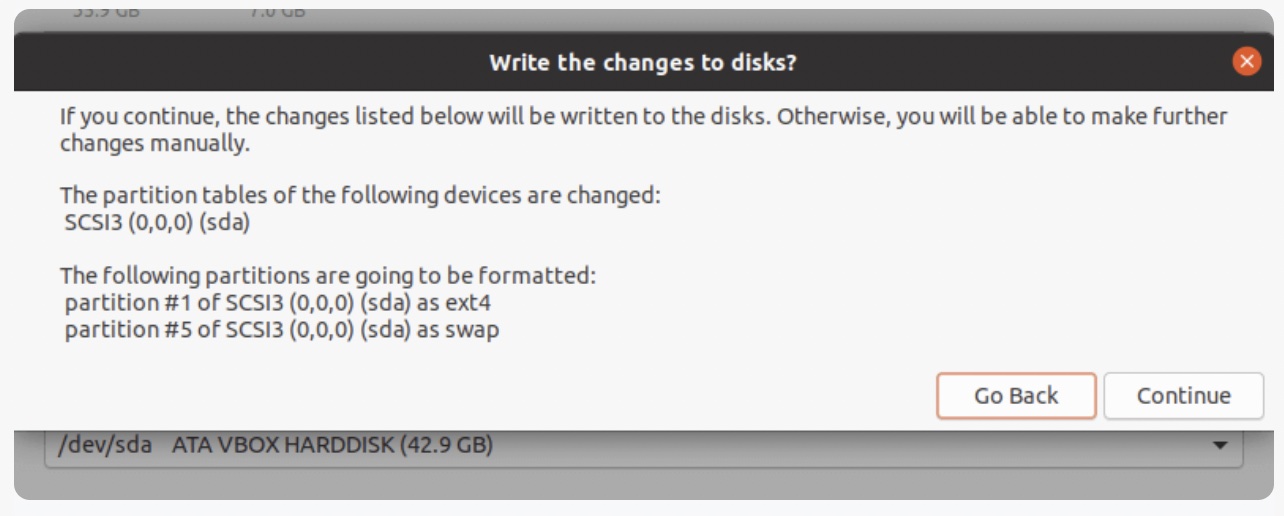 33.9 GB 7.0 GB
Write the changes to disks?
If you continue, the changes listed below will be written to the disks. Otherwise, you will be able to make further
changes manually.
The partition tables of the following devices are changed:
SCSI3 (0,0,0) (sda)
The following partitions are going to be formatted:
partition #1 of SCSI3 (0,0,0) (sda) as ext4
partition #5 of SCSI3 (0,0,0) (sda) as swap
Go Back Continue
/dev/sda ATA VBOX HARDDISK (42.9 GB)